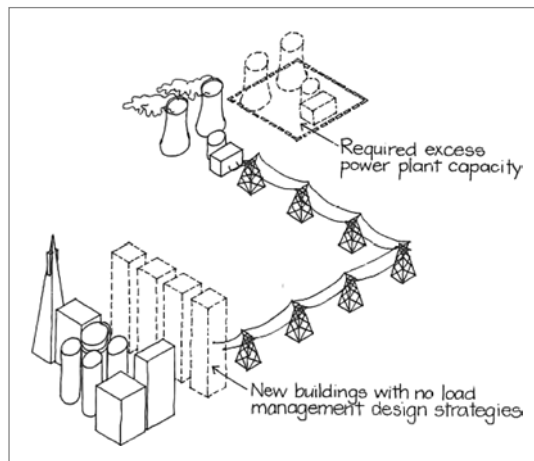 Required excess
power plant capacity
New buildings with no load
management design strategies